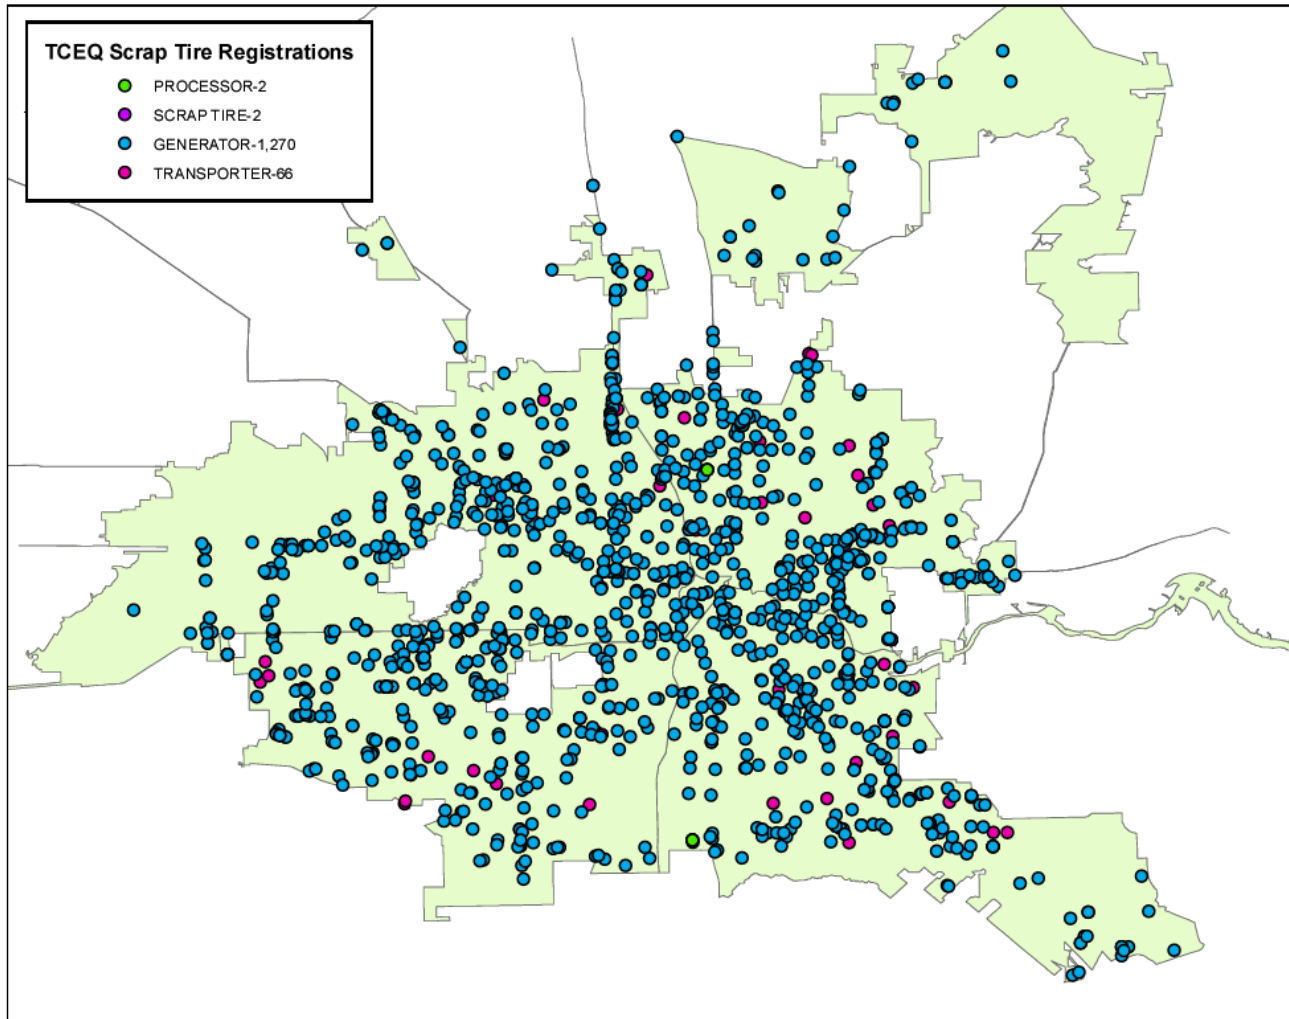 TCEQ Scrap Tire Registrations
PROCESSOR-2
SCRAP TIRE-2
GENERATOR-1,270
TRANSPORTER-66